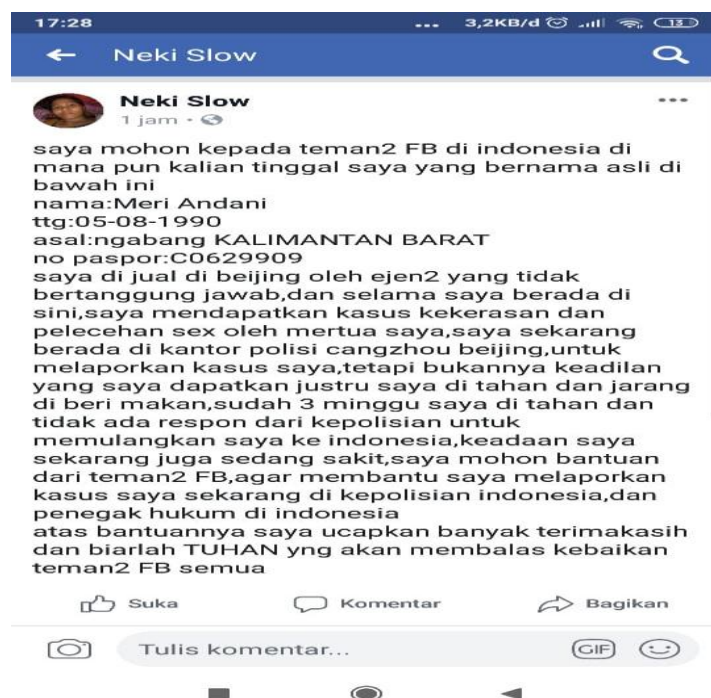 17:28
... 3,2KB/d 13
Neki Slow
Neki Slow
1 jam
saya mohon kepada teman2 FB di indonesia di
mana pun kalian tinggal saya yang bernama asli di
bawah ini
nama:Meri Andani
ttg:05-08-1990
asal:ngabang KALIMANTAN BARAT
no paspor:C0629909
saya di jual di beijing oleh ejen2 yang tidak
bertanggung jawab,dan selama saya berada di
sini,saya mendapatkan kasus kekerasan dan
pelecehan sex oleh mertua saya,saya sekarang
berada di kantor polisi cangzhou beijing,untuk
melaporkan kasus saya,tetapi bukannya keadilan
yang saya dapatkan justru saya di tahan dan jarang
di beri makan,sudah 3 minggu saya di tahan dan
tidak ada respon dari kepolisian untuk
memulangkan saya ke indonesia,keadaan saya
sekarang juga sedang sakit,saya mohon bantuan
dari teman2 FB,agar membantu saya melaporkan
kasus saya sekarang di kepolisian indonesia,dan
penegak hukum di indonesia
atas bantuannya saya ucapkan banyak terimakasih
dan biarlah TUHAN yng akan membalas kebaikan
teman2 FB semua
Suka
Komentar
Bagikan
Tulis komentar...
GIF